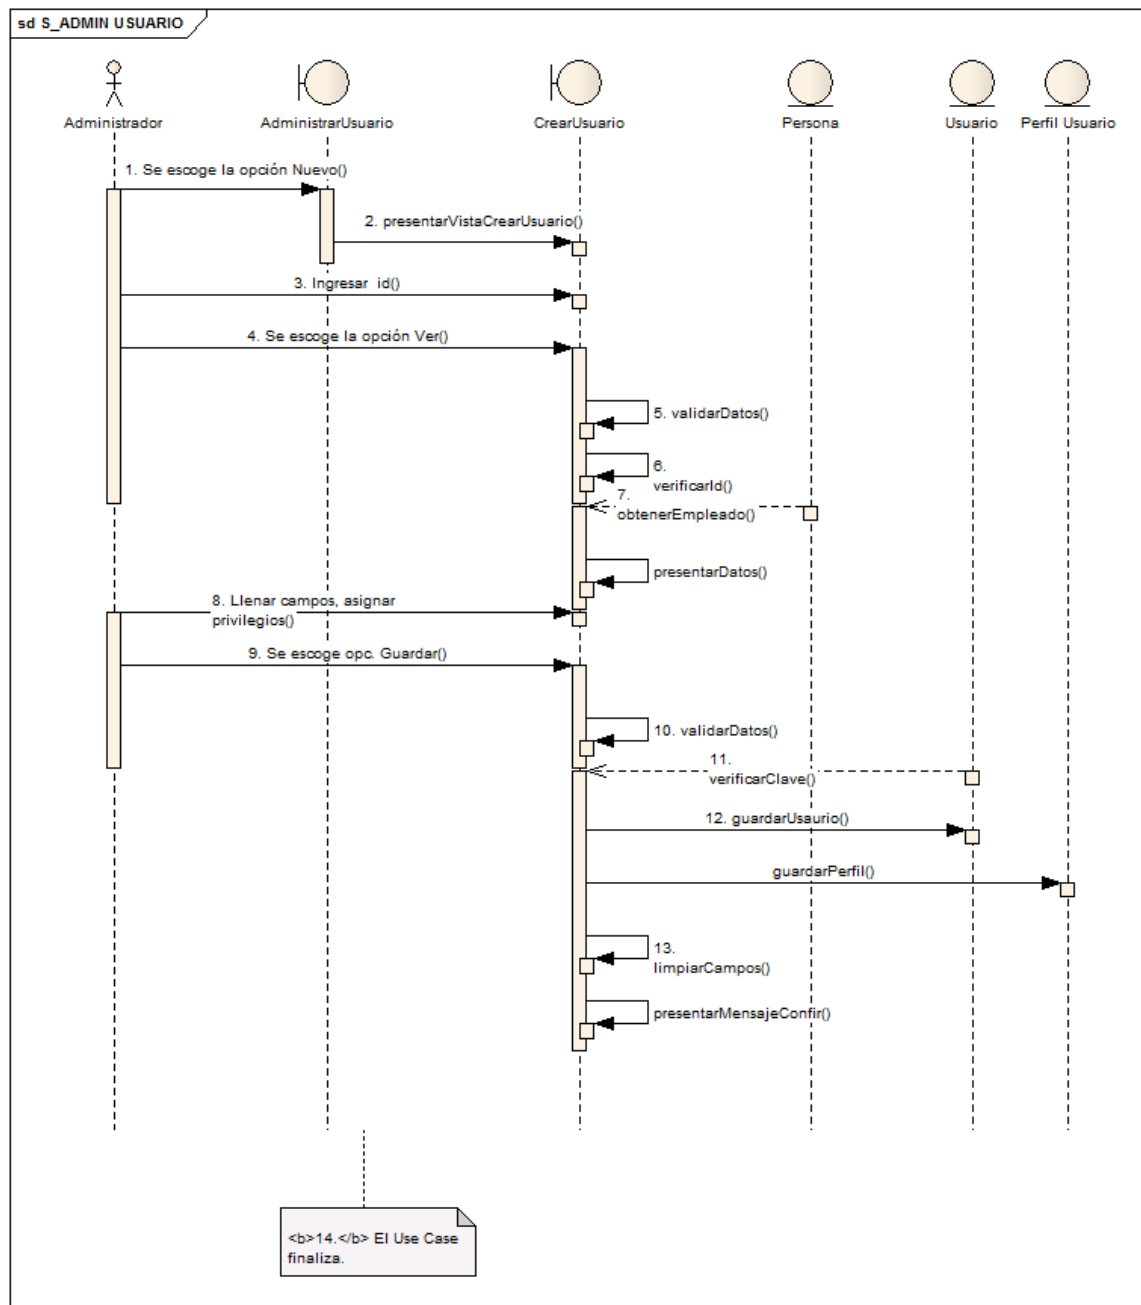 sd S_ADMIN USUARIO
Administrador
AdministrarUsuario
CrearUsuario
Persona
Usuario
Perfil Usuario
1. Se escoge la opción Nuevo()
2. presentarVistaCrearUsuario()
3. Ingresar id()
4. Se escoge la opción Ver()
5. validarDatos()
6.
verificarId()
7.
obtenerEmpleado()
presentarDatos()
8. Llenar campos, asignar
privilegios()
9. Se escoge opc. Guardar()
10. validarDatos()
11.
verificarClave()
12. guardarUsaurio()
guardarPerfil()
13.
limpiarCampos()
presentarMensajeConfir()
<b>14.</b> El Use Case
finaliza.